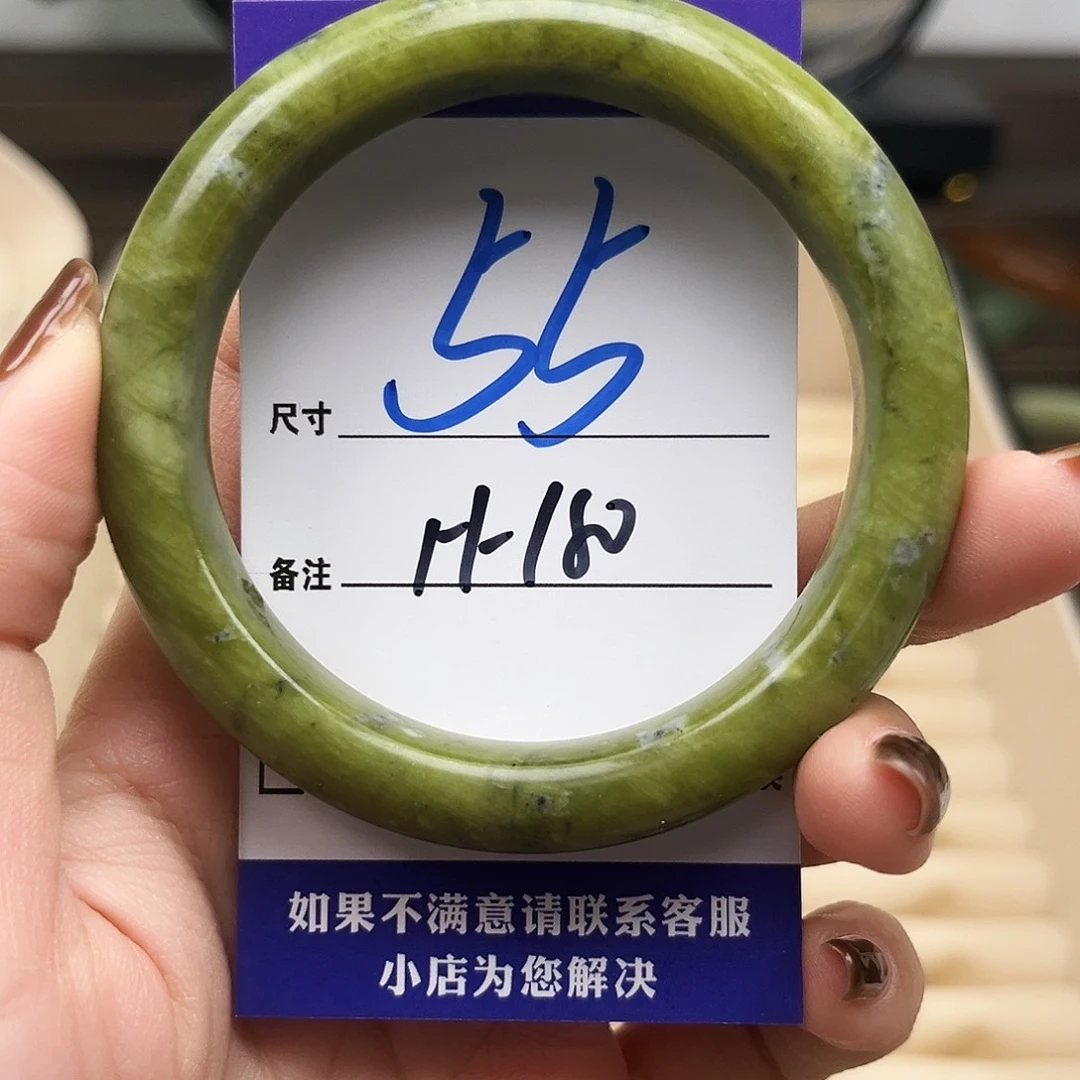 尺寸 55
备注 H-180
如果不满意请联系客服
小店为您解决